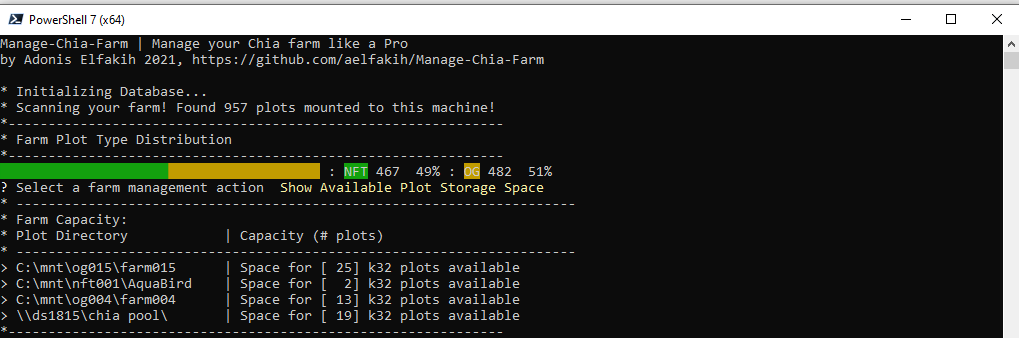 PowerShell 7 (x64)
Manage-Chia-Farm | Manage your Chia farm like a Pro
by Adonis Elfakih 2021, https://github.com/aelfakih/Manage-Chia-Farm
* Initializing Database...
* Scanning your farm! Found 957 plots mounted to this machine!
*--------------------------------------------------------------
* Farm Plot Type Distribution
*--------------------------------------------------------------
: NFT 467  49% : OG 482  51%
? Select a farm management action  Show Available Plot Storage Space
* ----------------------------------------------------------------------
* Farm Capacity:
* Plot Directory            | Capacity (# plots)
* ----------------------------------------------------------------------
> C:\mnt\og015\farm015      | Space for [ 25] k32 plots available
> C:\mnt\nft001\AquaBird    | Space for [  2] k32 plots available
> C:\mnt\og004\farm004      | Space for [ 13] k32 plots available
> \\ds1815\chia pool\       | Space for [ 19] k32 plots available
*--------------------------------------------------------------